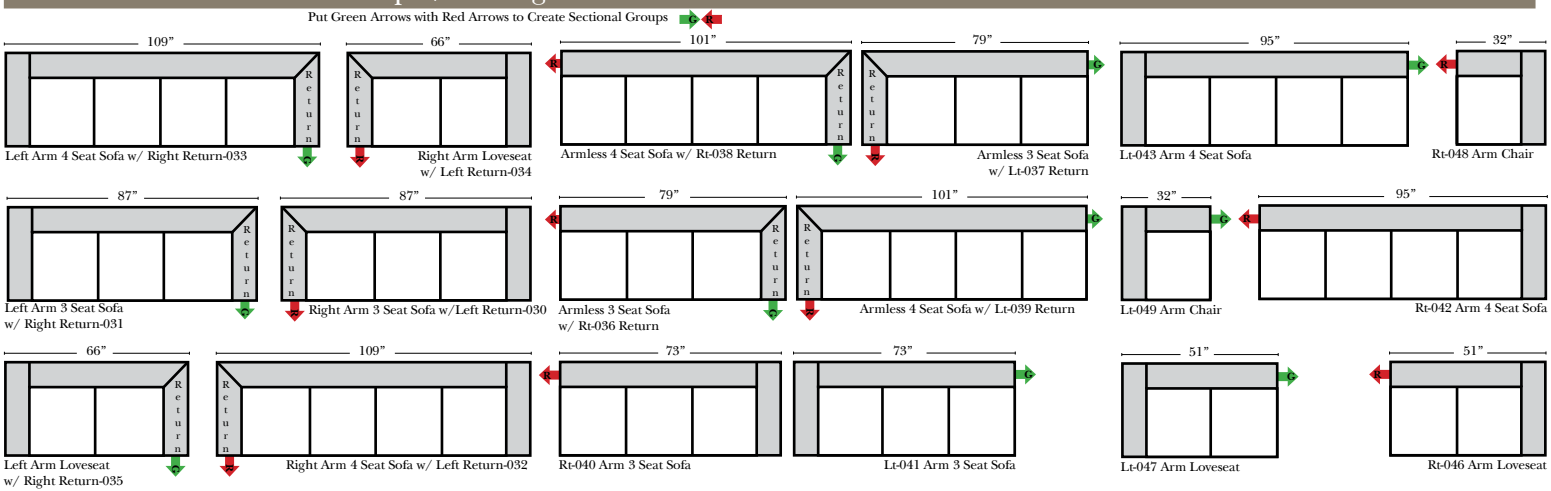 Put Green Arrows with Red Arrows to Create Sectional Groups G R
109”
66”
101”
79”
95”
32”
R
G
G
R
Return
Return
Return
Return
G
R
G
R
Left Arm 4 Seat Sofa w/ Right Return-033
Right Arm Loveseat
w/ Left Return-034
Armless 4 Seat Sofa w/ Rt-038 Return
Armless 3 Seat Sofa
w/ Lt-037 Return
Lt-043 Arm 4 Seat Sofa
Rt-048 Arm Chair
87”
87”
79”
101”
32”
95”
R
G
G
R
Return
Return
Return
Return
G
R
G
R
Left Arm 3 Seat Sofa
w/ Right Return-031
Right Arm 3 Seat Sofa w/Left Return-030
Armless 3 Seat Sofa
w/ Rt-036 Return
Armless 4 Seat Sofa w/ Lt-039 Return
Lt-049 Arm Chair
Rt-042 Arm 4 Seat Sofa
66”
109”
73”
73”
51”
51”
R
G
G
R
Return
Return
G
R
Left Arm Loveseat
w/ Right Return-035
Right Arm 4 Seat Sofa w/ Left Return-032
Rt-040 Arm 3 Seat Sofa
Lt-041 Arm 3 Seat Sofa
Lt-047 Arm Loveseat
Rt-046 Arm Loveseat